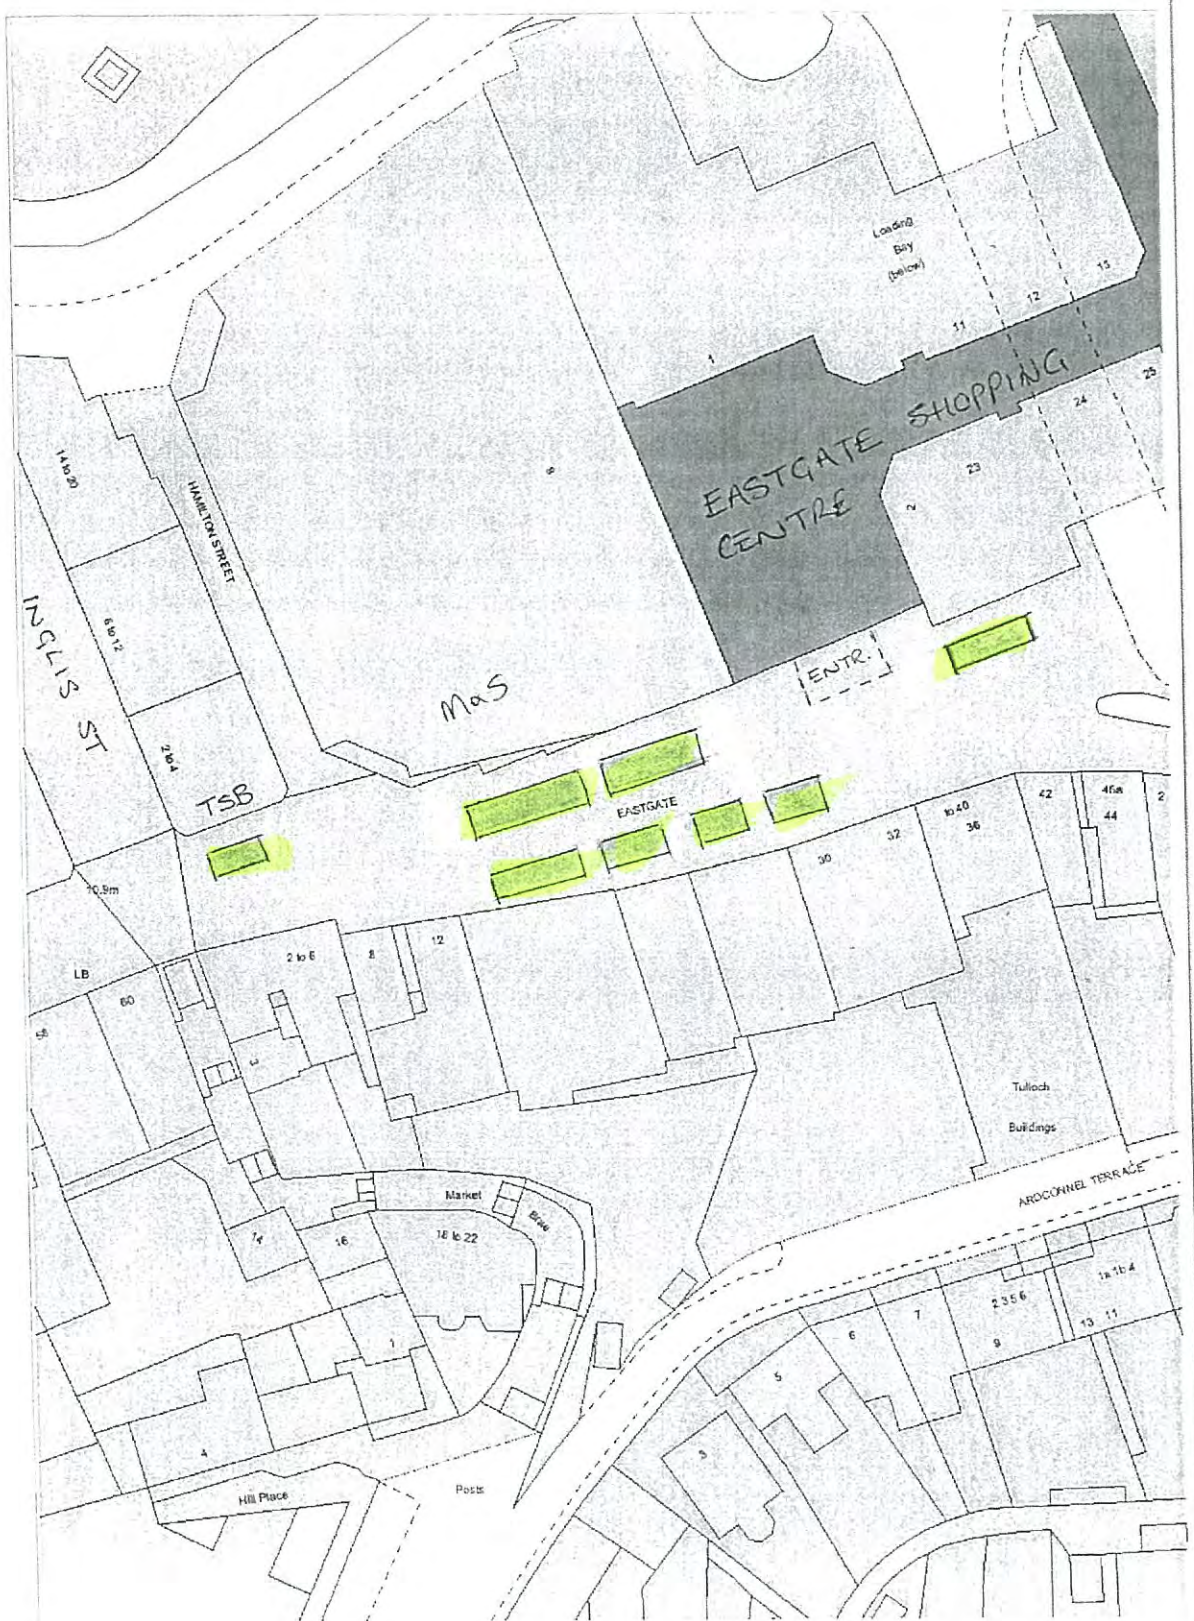 Loading
Bay
(below)
13
12
11
1
EASTGATE SHOPPING
CENTRE
25
24
23
2
14 to 20
HAMILTON STREET
INGLIS ST
6 to 12
2 to 4
TSB
M&S
ENTR.
EASTGATE
10.9m
LB
60
58
2 to 6
8
12
30
32
to 40
36
42
46a
44
2
3
Tulloch
Buildings
ARDCONNEL TERRACE
Market
Brae
18 to 22
14
16
1
4
Hill Place
Posts
3
5
6
7
2 3 5 6
9
1a 1b 4
13 11